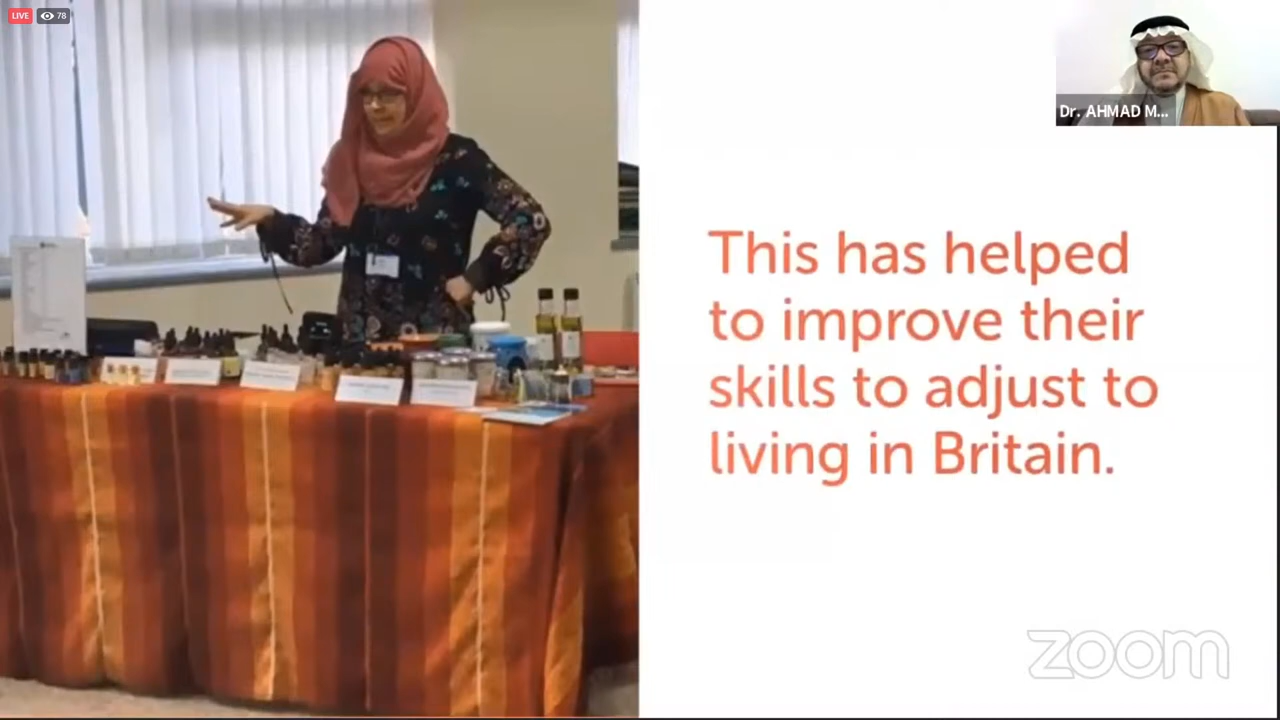 LIVE 78
Dr. AHMAD M...
This has helped
to improve their
skills to adjust to
living in Britain.
zoom